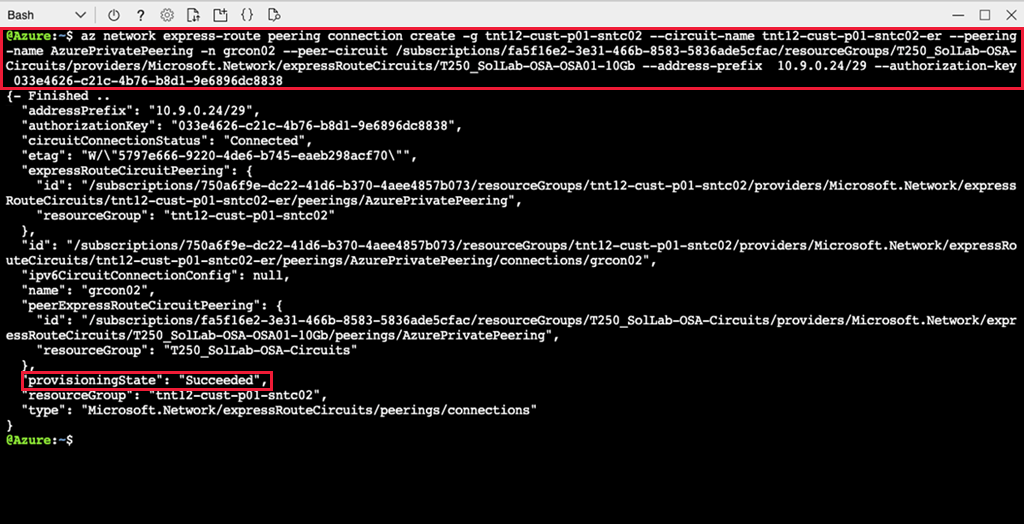 Bash
@Azure:~$ az network express-route peering connection create -g tnt12-cust-p01-sntc02 --circuit-name tnt12-cust-p01-sntc02-er --peering
-name AzurePrivatePeering -n grcon02 --peer-circuit /subscriptions/fa5f16e2-3e31-466b-8583-5836ade5cfac/resourceGroups/T250_SolLab-OSA-
Circuits/providers/Microsoft.Network/expressRouteCircuits/T250_SolLab-OSA-OSA01-10Gb --address-prefix  10.9.0.24/29 --authorization-key
 033e4626-c21c-4b76-b8d1-9e6896dc8838
{- Finished ..
  "addressPrefix": "10.9.0.24/29",
  "authorizationKey": "033e4626-c21c-4b76-b8d1-9e6896dc8838",
  "circuitConnectionStatus": "Connected",
  "etag": "W/\"5797e666-9220-4de6-b745-eaeb298acf70\"",
  "expressRouteCircuitPeering": {
    "id": "/subscriptions/750a6f9e-dc22-41d6-b370-4aee4857b073/resourceGroups/tnt12-cust-p01-sntc02/providers/Microsoft.Network/express
RouteCircuits/tnt12-cust-p01-sntc02-er/peerings/AzurePrivatePeering",
    "resourceGroup": "tnt12-cust-p01-sntc02"
  },
  "id": "/subscriptions/750a6f9e-dc22-41d6-b370-4aee4857b073/resourceGroups/tnt12-cust-p01-sntc02/providers/Microsoft.Network/expressRo
uteCircuits/tnt12-cust-p01-sntc02-er/peerings/AzurePrivatePeering/connections/grcon02",
  "ipv6CircuitConnectionConfig": null,
  "name": "grcon02",
  "peerExpressRouteCircuitPeering": {
    "id": "/subscriptions/fa5f16e2-3e31-466b-8583-5836ade5cfac/resourceGroups/T250_SolLab-OSA-Circuits/providers/Microsoft.Network/expr
essRouteCircuits/T250_SolLab-OSA-OSA01-10Gb/peerings/AzurePrivatePeering",
    "resourceGroup": "T250_SolLab-OSA-Circuits"
  },
  "provisioningState": "Succeeded",
  "resourceGroup": "tnt12-cust-p01-sntc02",
  "type": "Microsoft.Network/expressRouteCircuits/peerings/connections"
}
@Azure:~$